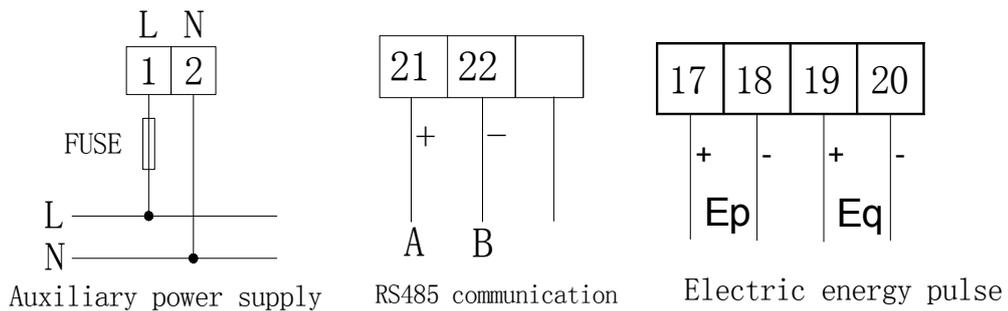 L N
1 2
FUSE
L
N
Auxiliary power supply
21 22
+ −
A B
RS485 communication
17 18 19 20
+ - + -
Ep Eq
Electric energy pulse